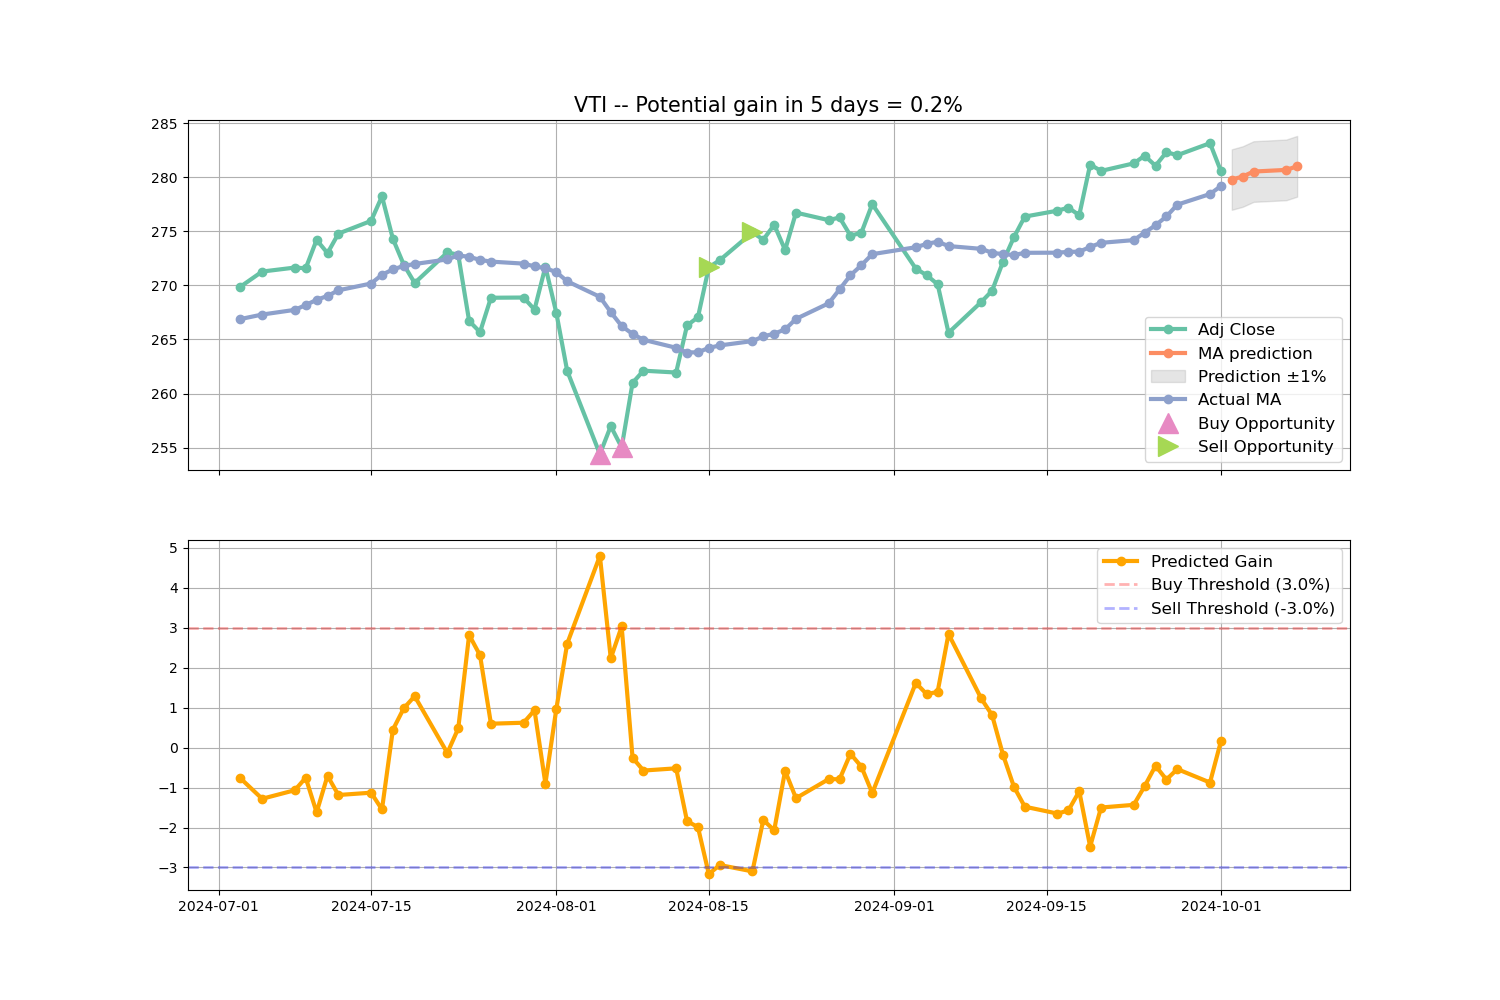 VTI -- Potential gain in 5 days = 0.2%
285
280
275
270
265
260
255
Adj Close
MA prediction
Prediction ±1%
Actual MA
Buy Opportunity
Sell Opportunity
5
4
3
2
1
0
−1
−2
−3
Predicted Gain
Buy Threshold (3.0%)
Sell Threshold (-3.0%)
2024-07-01
2024-07-15
2024-08-01
2024-08-15
2024-09-01
2024-09-15
2024-10-01